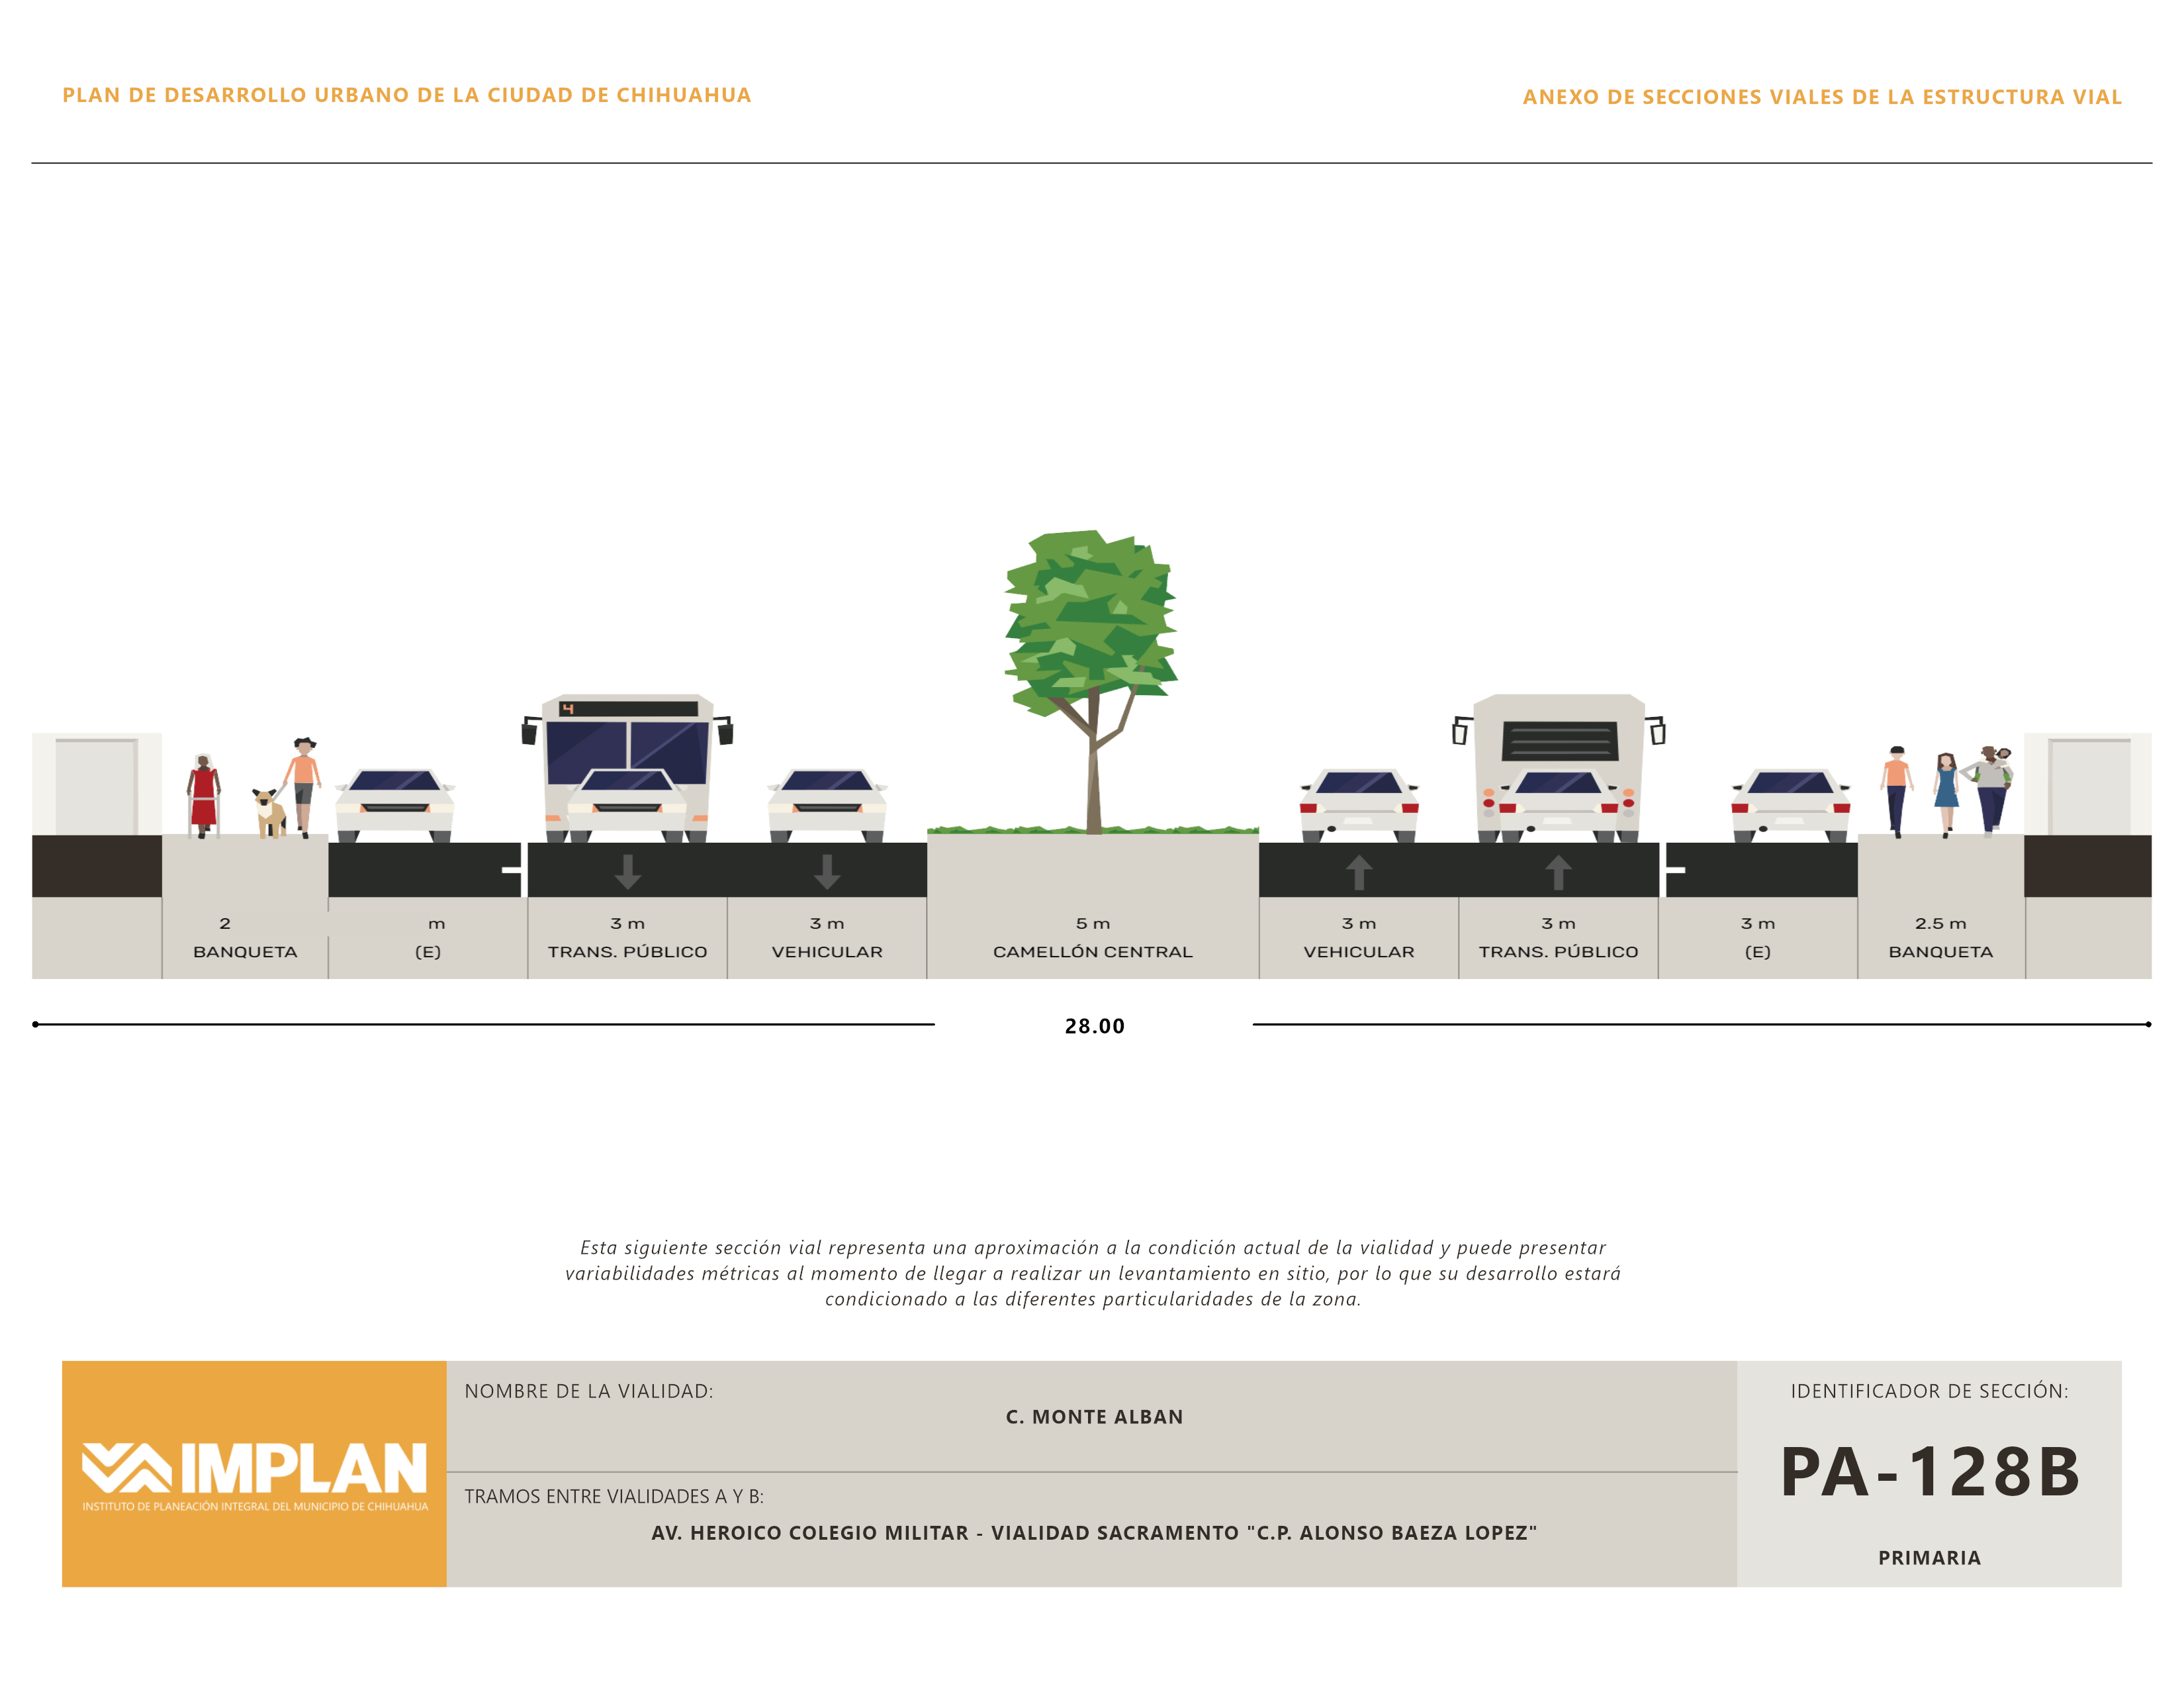 PLAN DE DESARROLLO URBANO DE LA CIUDAD DE CHIHUAHUA
ANEXO DE SECCIONES VIALES DE LA ESTRUCTURA VIAL
4
2 m 3 m 3 m 5 m 3 m 3 m 3 m 2.5 m
BANQUETA (E) TRANS. PÚBLICO VEHICULAR CAMELLÓN CENTRAL VEHICULAR TRANS. PÚBLICO (E) BANQUETA
28.00
Esta siguiente sección vial representa una aproximación a la condición actual de la vialidad y puede presentar
variabilidades métricas al momento de llegar a realizar un levantamiento en sitio, por lo que su desarrollo estará
condicionado a las diferentes particularidades de la zona.
IMPLAN
INSTITUTO DE PLANEACIÓN INTEGRAL DEL MUNICIPIO DE CHIHUAHUA
NOMBRE DE LA VIALIDAD:
C. MONTE ALBAN
TRAMOS ENTRE VIALIDADES A Y B:
AV. HEROICO COLEGIO MILITAR - VIALIDAD SACRAMENTO "C.P. ALONSO BAEZA LOPEZ"
IDENTIFICADOR DE SECCIÓN:
PA-128B
PRIMARIA